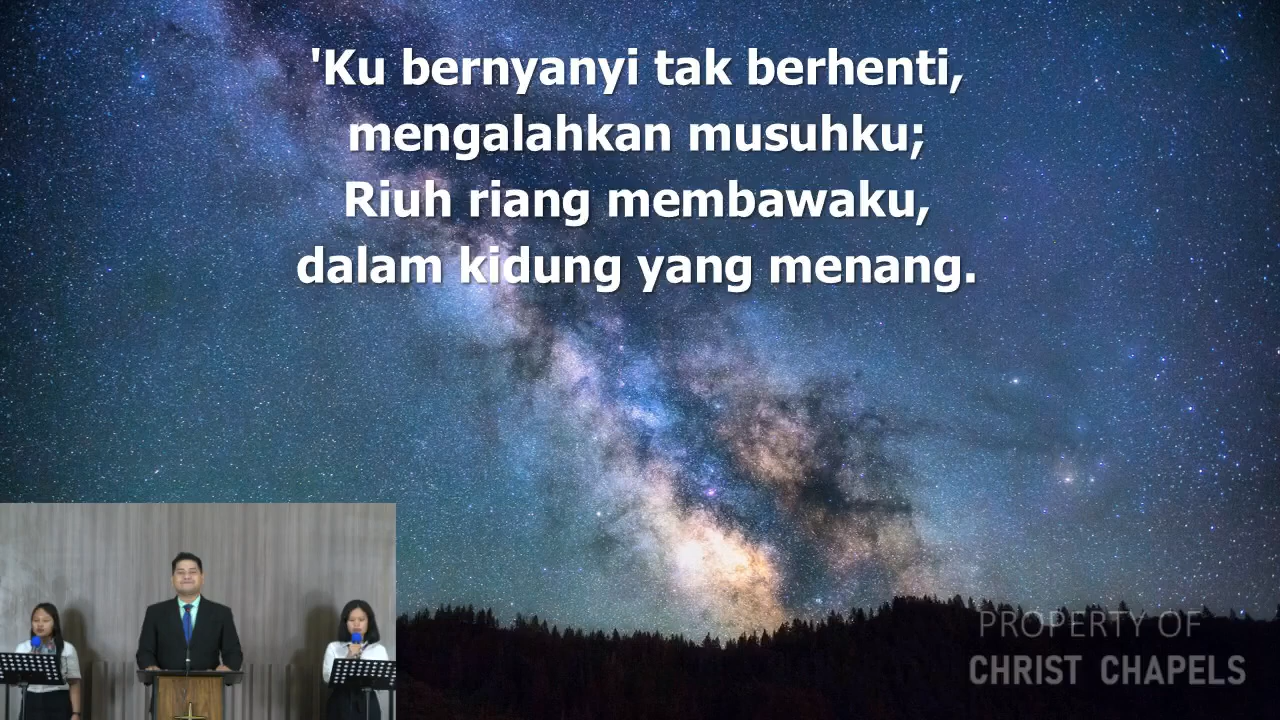 'Ku bernyanyi tak berhenti,
mengalahkan musuhku;
Riuh riang membawaku,
dalam kidung yang menang.
PROPERTY OF
CHRIST CHAPELS